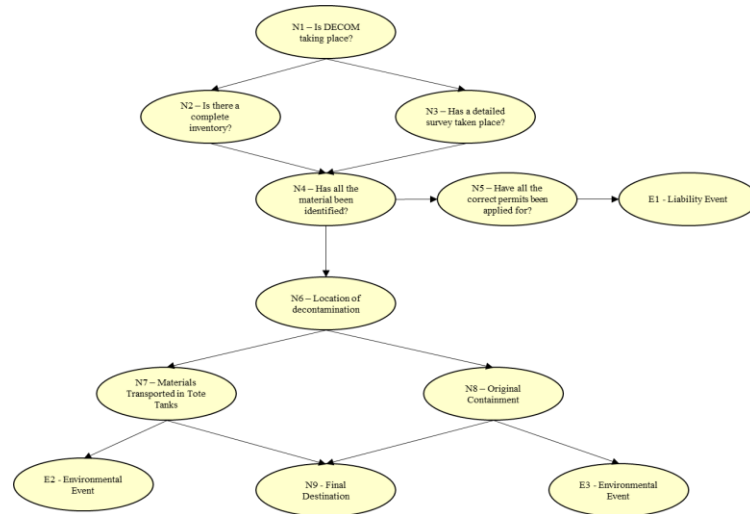 N1 – Is DECOM
taking place?
N2 – Is there a
complete
inventory?
N3 – Has a detailed
survey taken place?
N4 – Has all the
material been
identified?
N5 – Have all the
correct permits been
applied for?
E1 - Liability Event
N6 – Location of
decontamination
N7 – Materials
Transported in Tote
Tanks
N8 – Original
Containment
E2 - Environmental
Event
N9 - Final
Destination
E3 - Environmental
Event